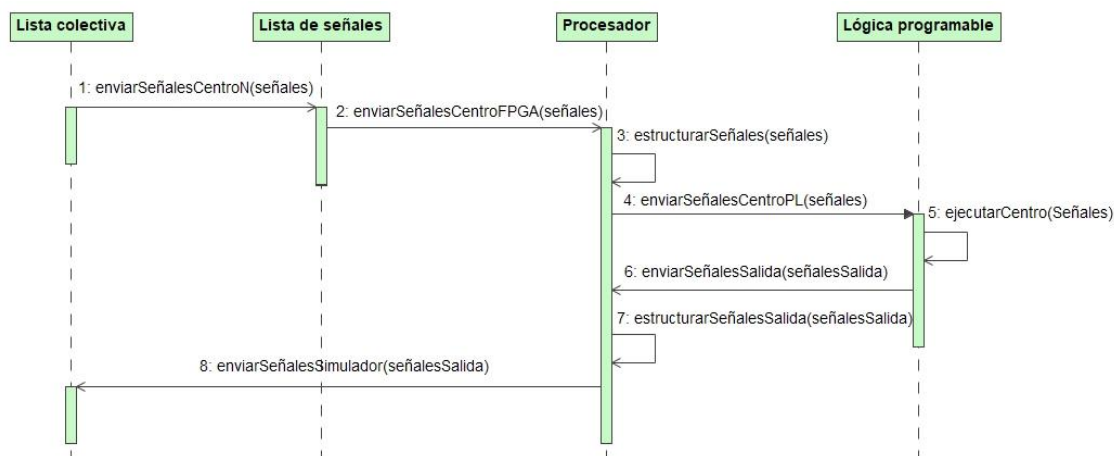 Lista colectiva
Lista de señales
Procesador
Lógica programable
1: enviarSeñalesCentroN(señales)
2: enviarSeñalesCentroFPGA(señales)
3: estructurarSeñales(señales)
4: enviarSeñalesCentroPL(señales)
5: ejecutarCentro(Señales)
6: enviarSeñalesSalida(señalesSalida)
7: estructurarSeñalesSalida(señalesSalida)
8: enviarSeñalesSimulador(señalesSalida)